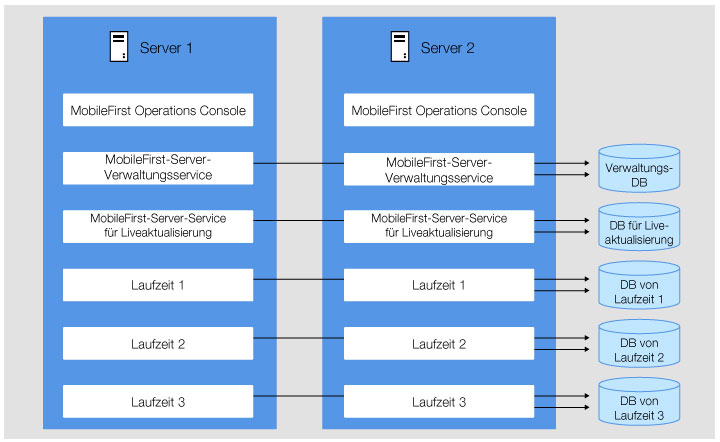 Server 1
Server 2
MobileFirst Operations Console
MobileFirst Operations Console
MobileFirst-Server-
Verwaltungsservice
MobileFirst-Server-
Verwaltungsservice
Verwaltungs-
DB
MobileFirst-Server-Service
für Liveaktualisierung
MobileFirst-Server-Service
für Liveaktualisierung
DB für Live-
aktualisierung
Laufzeit 1
Laufzeit 1
DB von
Laufzeit 1
Laufzeit 2
Laufzeit 2
DB von
Laufzeit 2
Laufzeit 3
Laufzeit 3
DB von
Laufzeit 3